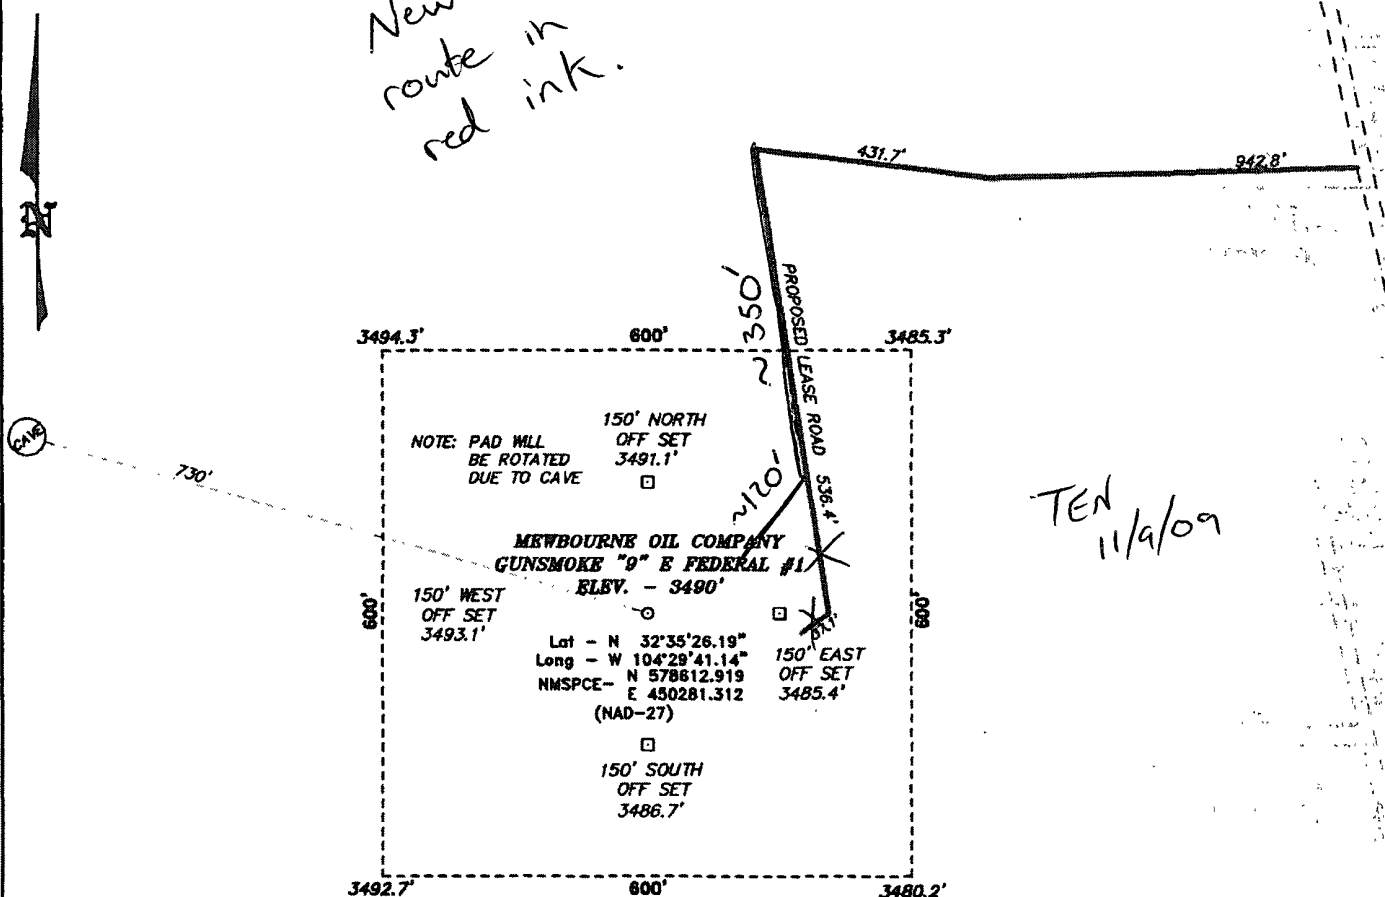 New
route in
red ink.
N
431.7'
942.8'
~ 350'
PROPOSED LEASE ROAD 536.4'
3494.3'
600'
3485.3'
CAVE
730'
NOTE: PAD WILL
BE ROTATED
DUE TO CAVE
150' NORTH
OFF SET
3491.1'
~120'
TEN
11/9/09
MEWBOURNE OIL COMPANY
GUNSMOKE "9" E FEDERAL #1
ELEV. - 3490'
150' WEST
OFF SET
3493.1'
600'
600'
Lat - N 32°35'26.19"
Long - W 104°29'41.14"
NMSPCE- N 578612.919
E 450281.312
(NAD-27)
150' EAST
OFF SET
3485.4'
150' SOUTH
OFF SET
3486.7'
3492.7'
600'
3480.2'